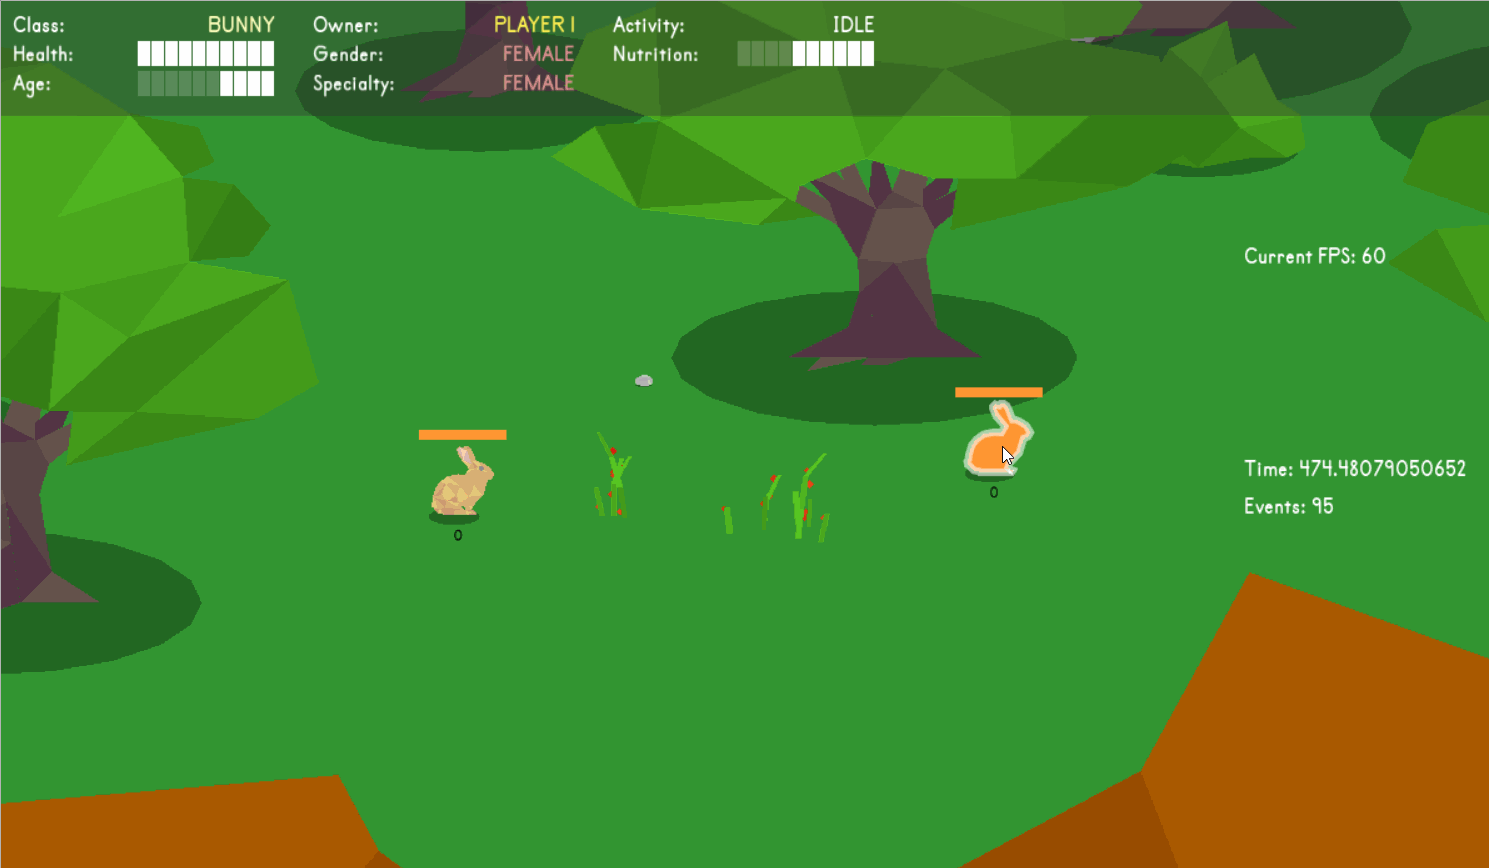 Class: BUNNY Owner: PLAYER 1 Activity: IDLE
Health: Gender: FEMALE Nutrition:
Age: Specialty: FEMALE
Current FPS: 60
Time: 474.48079050652
0
Events: 95
0